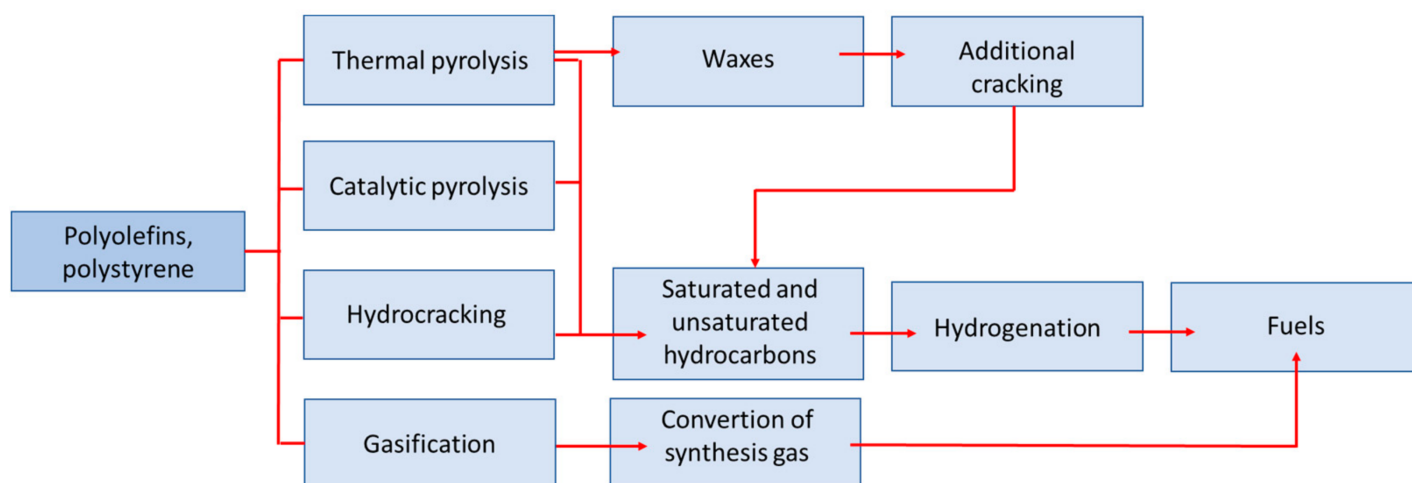 Thermal pyrolysis
Waxes
Additional
cracking
Catalytic pyrolysis
Polyolefins,
polystyrene
Hydrocracking
Saturated and
unsaturated
hydrocarbons
Hydrogenation
Fuels
Gasification
Convertion of
synthesis gas